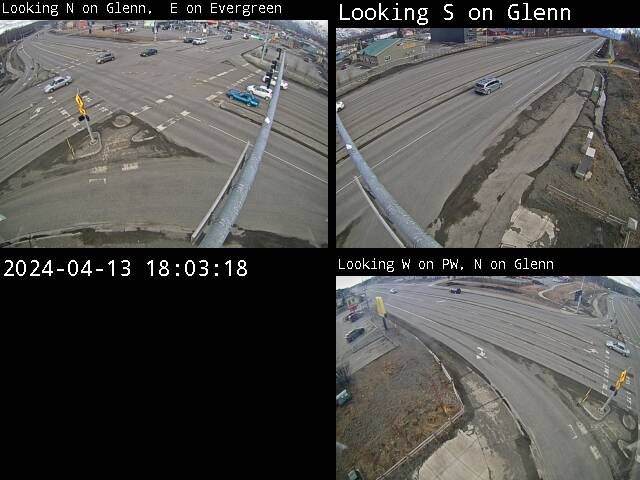 Looking N on Glenn,  E on Evergreen
Looking S on Glenn
2024-04-13 18:03:18
Looking W on PW, N on Glenn